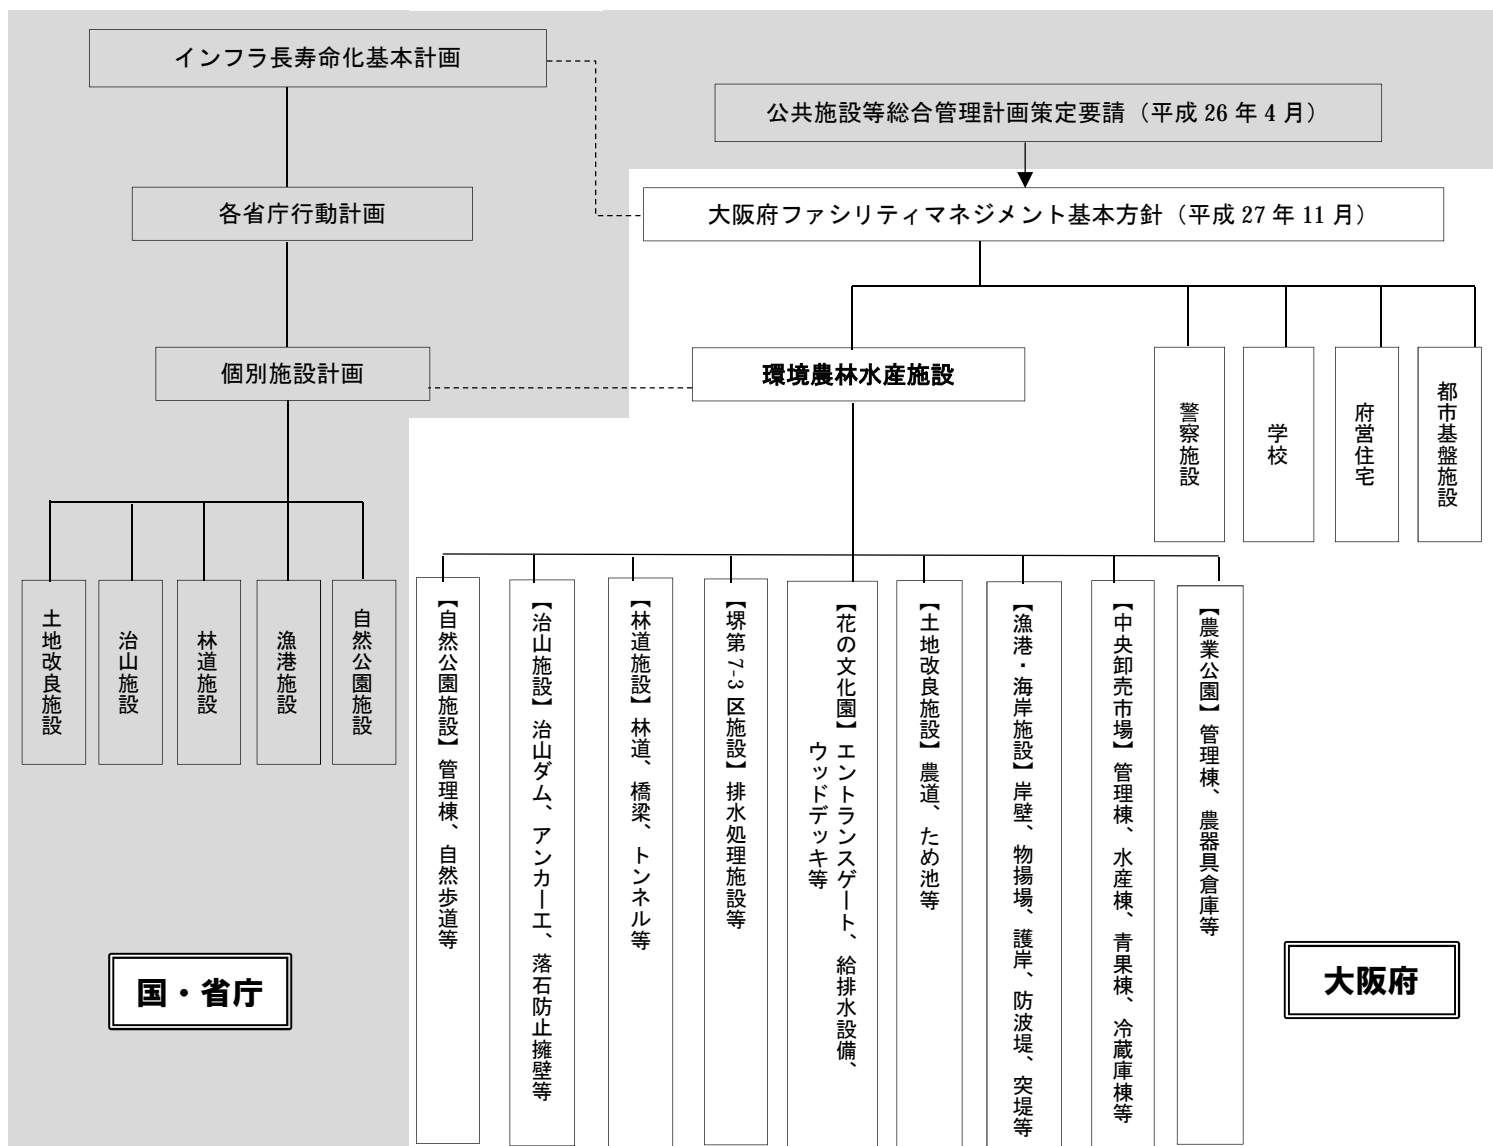 インフラ長寿命化基本計画
公共施設等総合管理計画策定要請（平成 26 年 4 月）
各省庁行動計画
大阪府ファシリティマネジメント基本方針（平成 27 年 11 月）
個別施設計画
環境農林水産施設
警察施設
学校
府営住宅
都市基盤施設
土地改良施設
治山施設
林道施設
漁港施設
自然公園施設
【自然公園施設】管理棟、自然歩道等
【治山施設】治山ダム、アンカー工、落石防止擁壁等
【林道施設】林道、橋梁、トンネル等
【堺第 7-3 区施設】排水処理施設等
【花の文化園】エントランスゲート、給排水設備、
ウッドデッキ等
【土地改良施設】農道、ため池等
【漁港・海岸施設】岸壁、物揚場、護岸、防波堤、突堤等
【中央卸売市場】管理棟、水産棟、青果棟、冷蔵庫棟等
【農業公園】管理棟、農器具倉庫等
国・省庁
大阪府